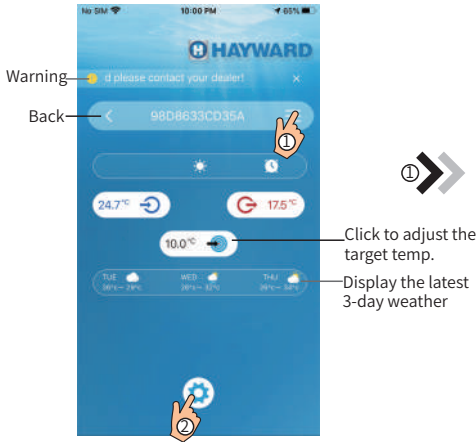 No SIM 10:00 PM 65%
HAYWARD
Warning
d please contact your dealer! ×
Back
98D8633CD35A
①
①
24.7°C
17.5°C
10.0°C
Click to adjust the
target temp.
TUE WED THU
Display the latest
3-day weather
②